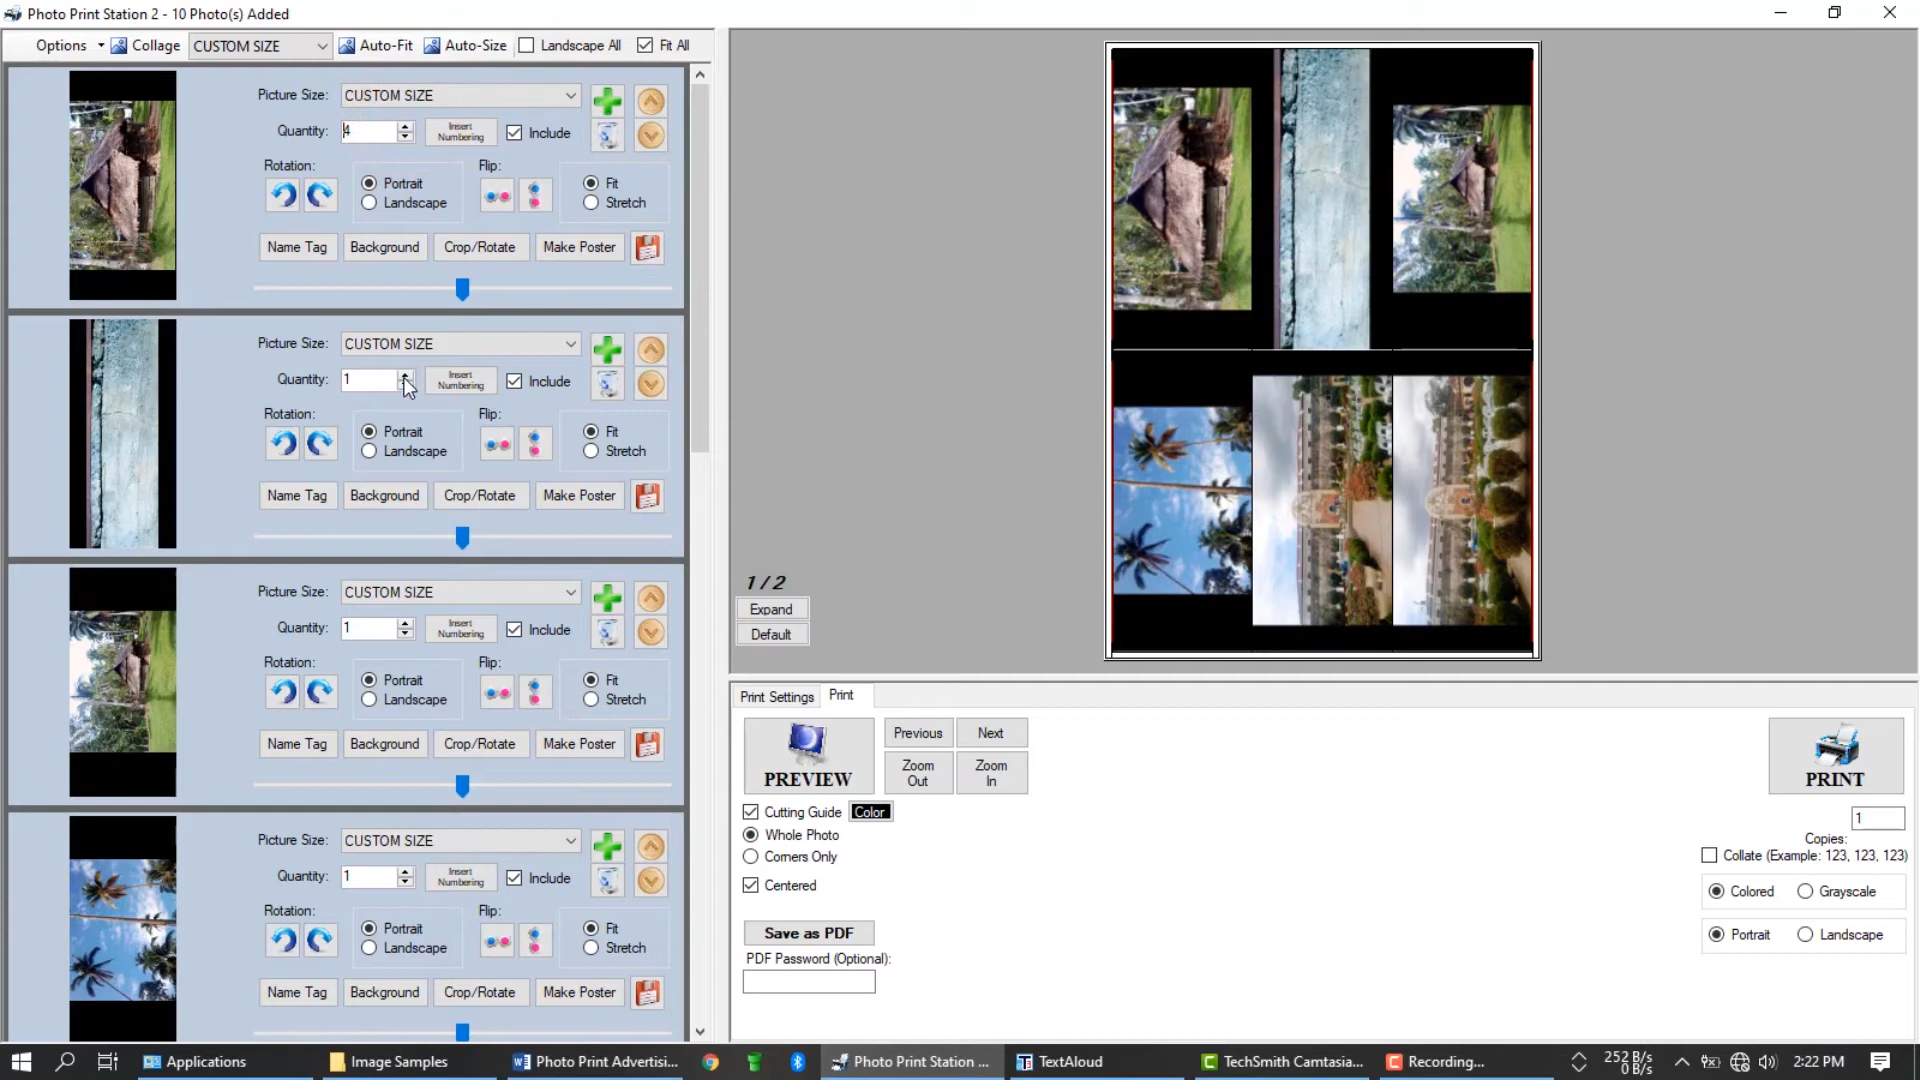 Photo Print Station 2 - 10 Photo(s) Added
Options Collage CUSTOM SIZE Auto-Fit Auto-Size Landscape All Fit All
Picture Size: CUSTOM SIZE
Quantity: 4 Insert Numbering Include
Rotation: Flip:
Portrait Fit
Landscape Stretch
Name Tag Background Crop/Rotate Make Poster
Picture Size: CUSTOM SIZE
Quantity: 1 Insert Numbering Include
Rotation: Flip:
Portrait Fit
Landscape Stretch
Name Tag Background Crop/Rotate Make Poster
Picture Size: CUSTOM SIZE
Quantity: 1 Insert Numbering Include
Rotation: Flip:
Portrait Fit
Landscape Stretch
Name Tag Background Crop/Rotate Make Poster
Picture Size: CUSTOM SIZE
Quantity: 1 Insert Numbering Include
Rotation: Flip:
Portrait Fit
Landscape Stretch
Name Tag Background Crop/Rotate Make Poster
1 / 2
Expand
Default
Print Settings Print
PREVIEW
Previous Next
Zoom Out Zoom In
Cutting Guide Color
Whole Photo
Corners Only
Centered
Save as PDF
PDF Password (Optional):
PRINT
1
Copies:
Collate (Example: 123, 123, 123)
Colored Grayscale
Portrait Landscape
Applications Image Samples Photo Print Advertisi... Photo Print Station ... TextAloud TechSmith Camtasia... Recording... 252 B/s 0 B/s 2:22 PM